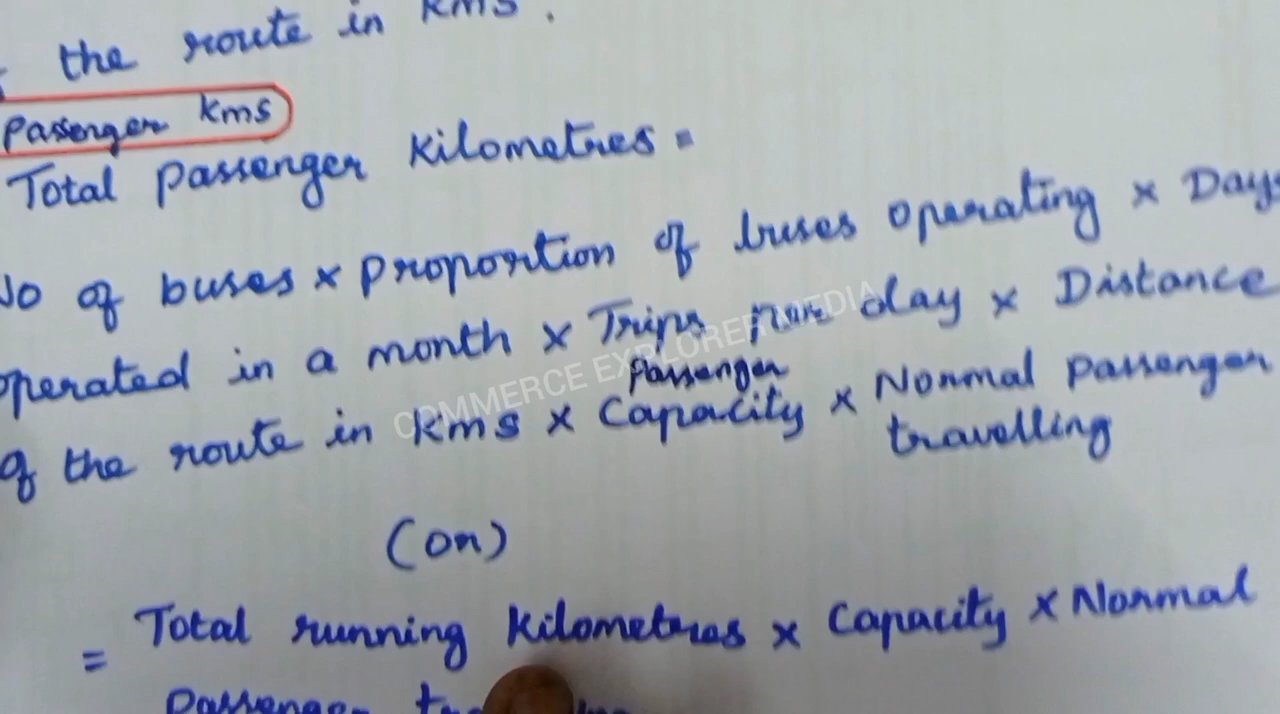 the route in kms.
Passenger kms
Total Passenger Kilometres =
No of buses x Proportion of buses operating x Days
operated in a month x Trips per day x Distance
of the route in kms x Passenger Capacity x Normal Passenger travelling
COMMERCE EXPLORER MEDIA
(or)
= Total running Kilometres x Capacity x Normal
Passenger